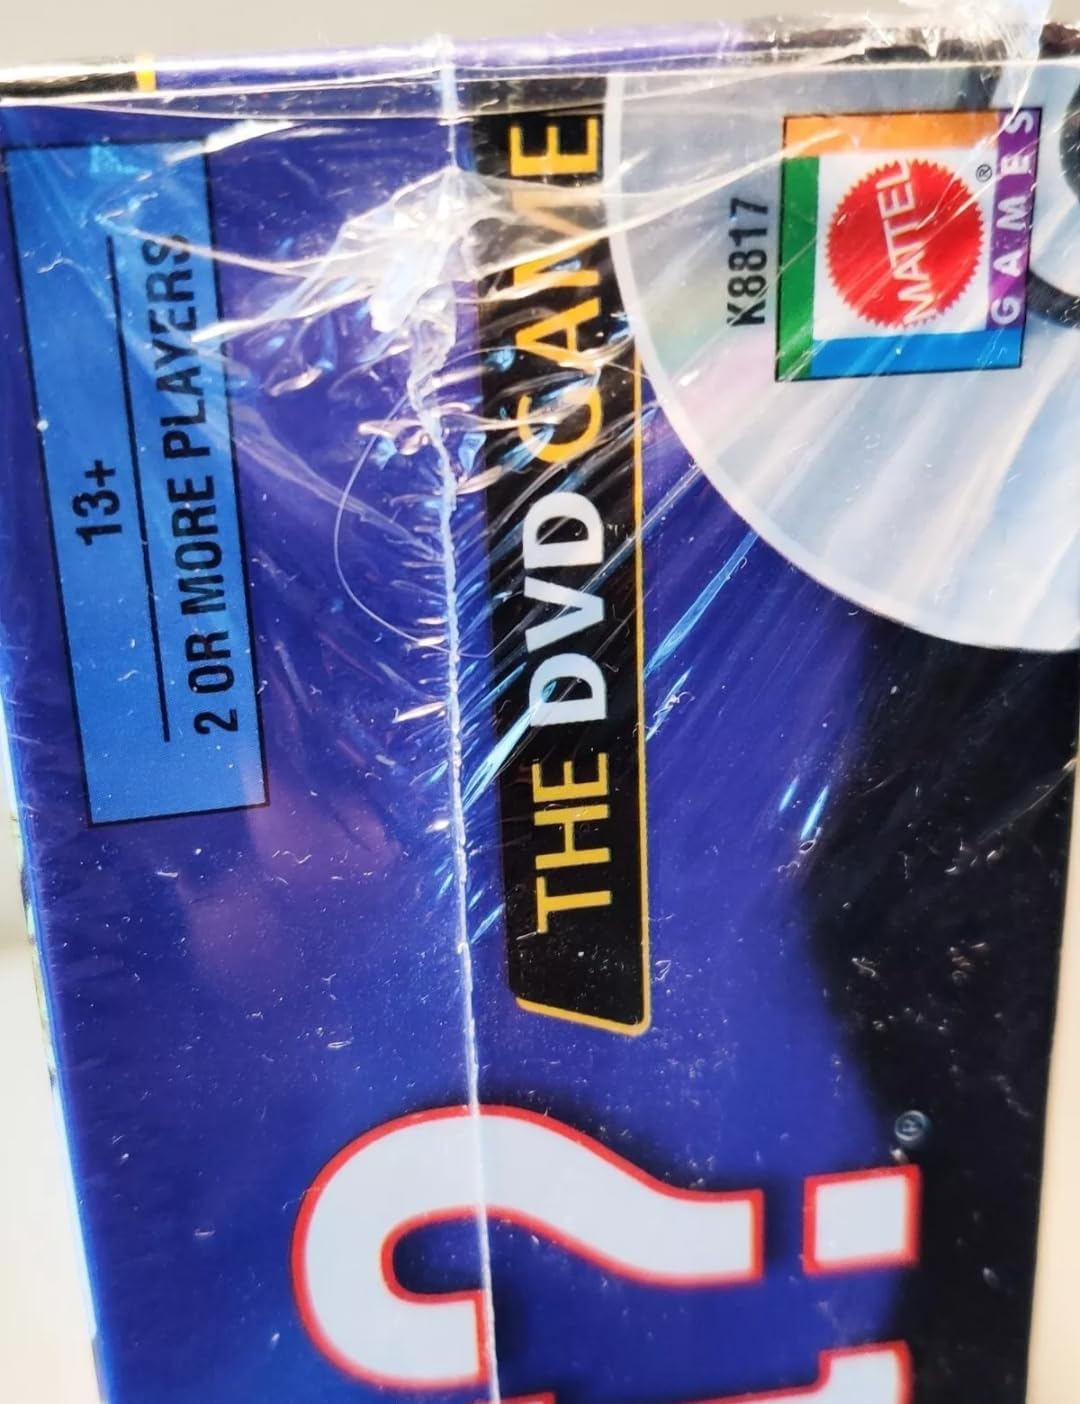 ?®
THE DVD GAME
13+
2 OR MORE PLAYERS
K8817
MATTEL
®
GAMES